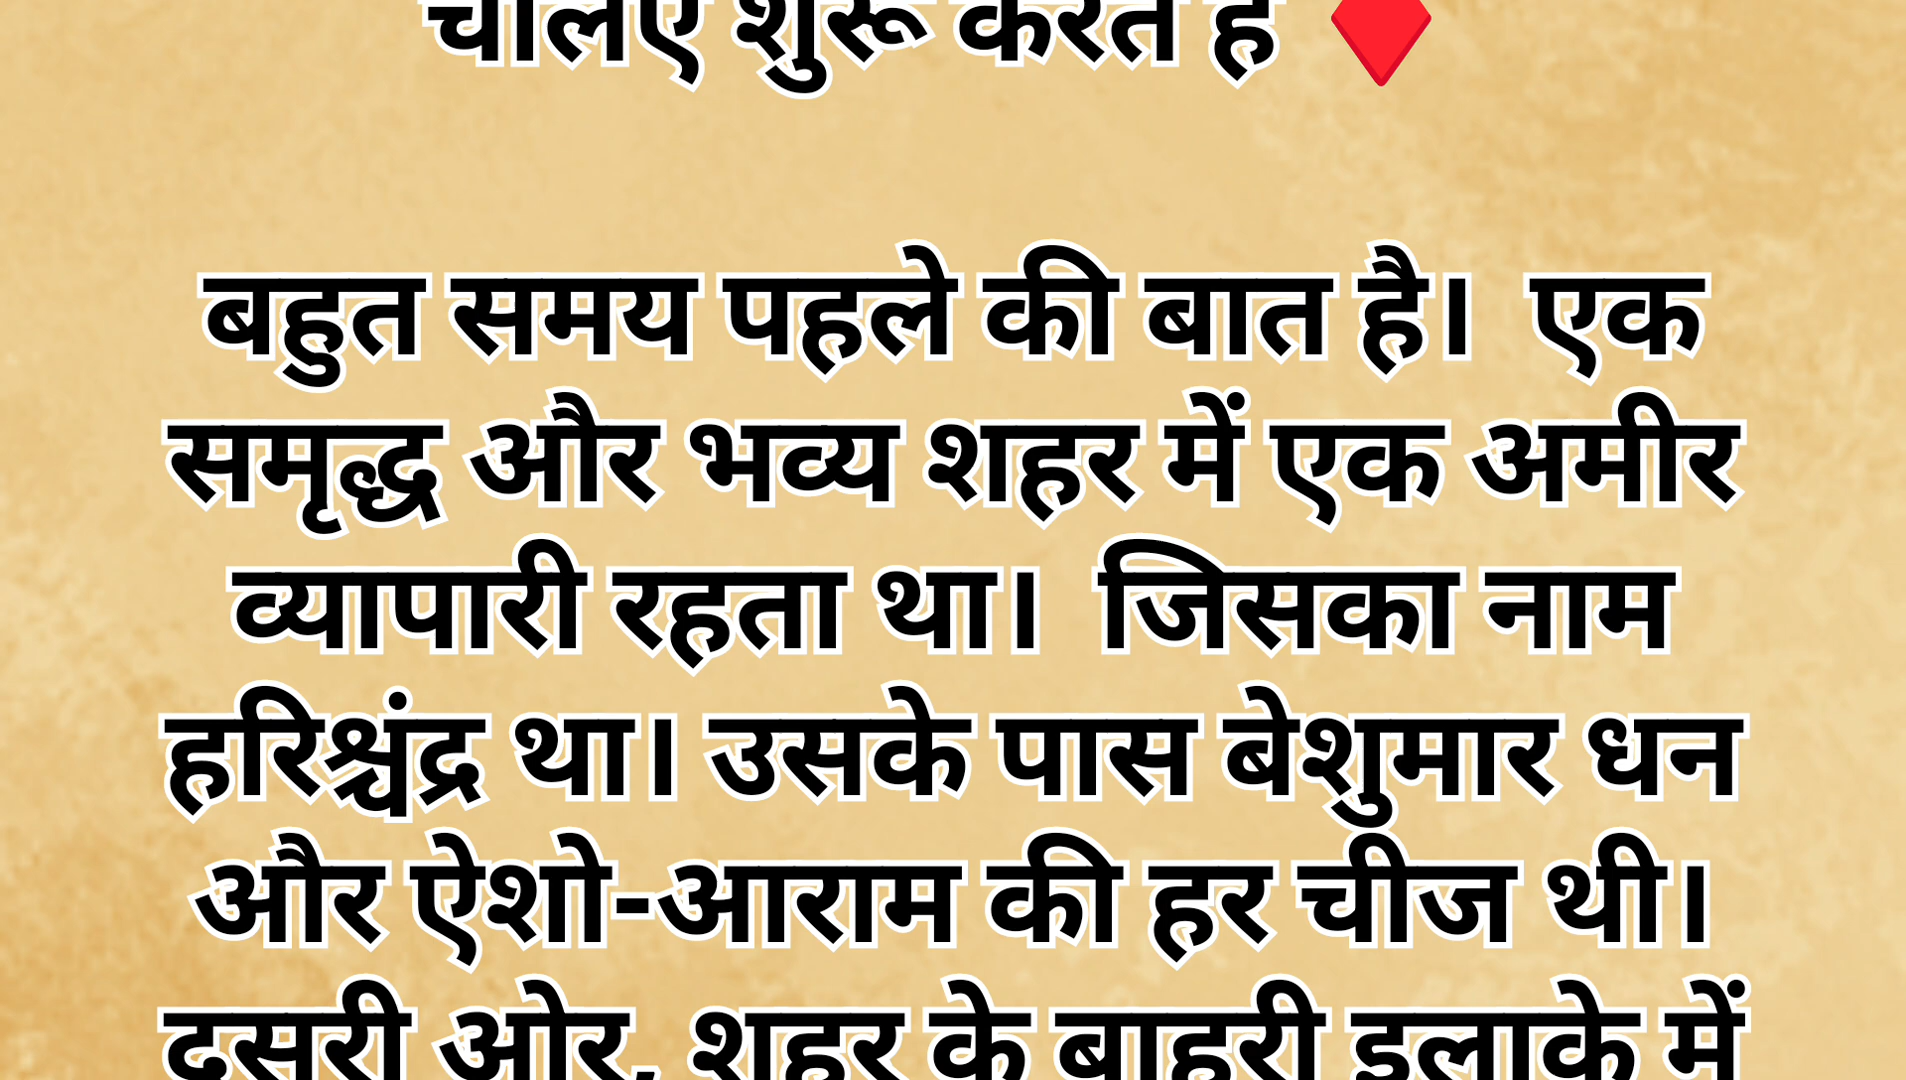 चलिए शुरू करते हैं ♦️
बहुत समय पहले की बात है। एक
समृद्ध और भव्य शहर में एक अमीर
व्यापारी रहता था। जिसका नाम
हरिश्चंद्र था। उसके पास बेशुमार धन
और ऐशो-आराम की हर चीज थी।
दूसरी ओर, शहर के बाहरी इलाके में